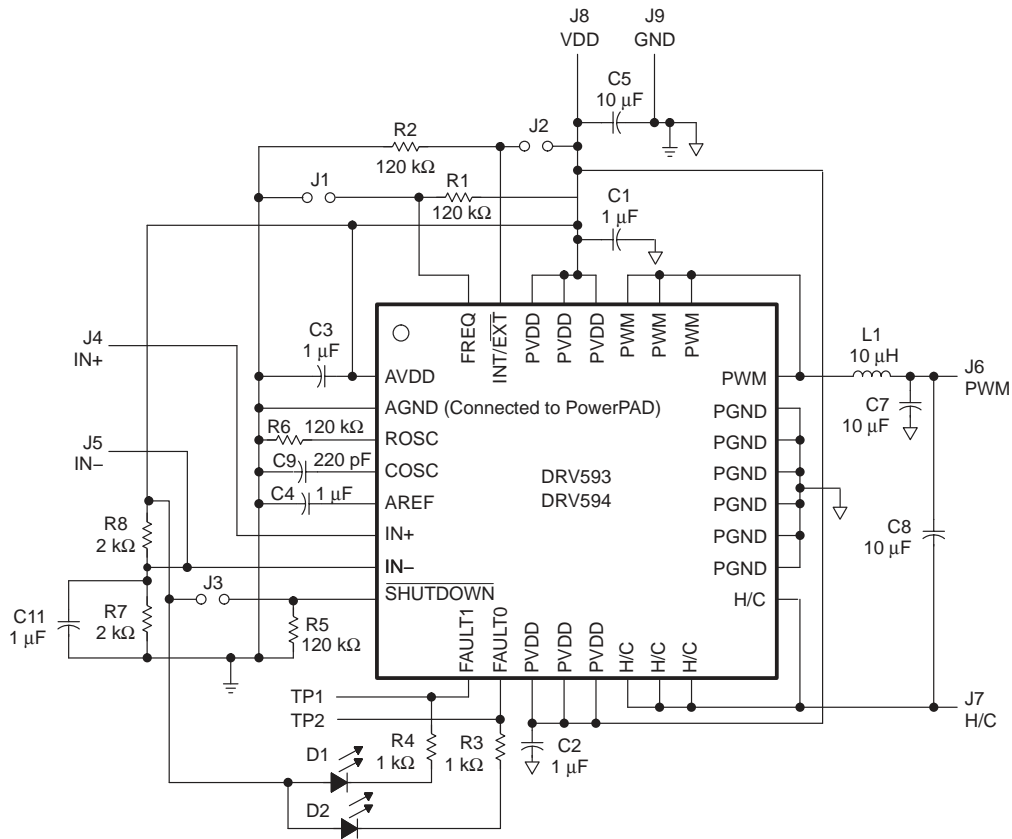 J8
VDD
J9
GND
C5
10 μF
R2
120 kΩ
J2
J1
R1
120 kΩ
C1
1 μF
FREQ
INT/EXT
PVDD
PVDD
PVDD
PWM
PWM
PWM
J4
IN+
C3
1 μF
AVDD
PWM
L1
10 μH
J6
PWM
AGND (Connected to PowerPAD)
PGND
C7
10 μF
R6
120 kΩ
ROSC
PGND
J5
IN–
C9
220 pF
COSC
PGND
DRV593
DRV594
C4
1 μF
AREF
PGND
R8
2 kΩ
IN+
PGND
C8
10 μF
IN–
PGND
J3
SHUTDOWN
H/C
C11
1 μF
R7
2 kΩ
R5
120 kΩ
FAULT1
FAULT0
PVDD
PVDD
PVDD
H/C
H/C
H/C
TP1
TP2
J7
H/C
R4
1 kΩ
R3
1 kΩ
C2
1 μF
D1
D2